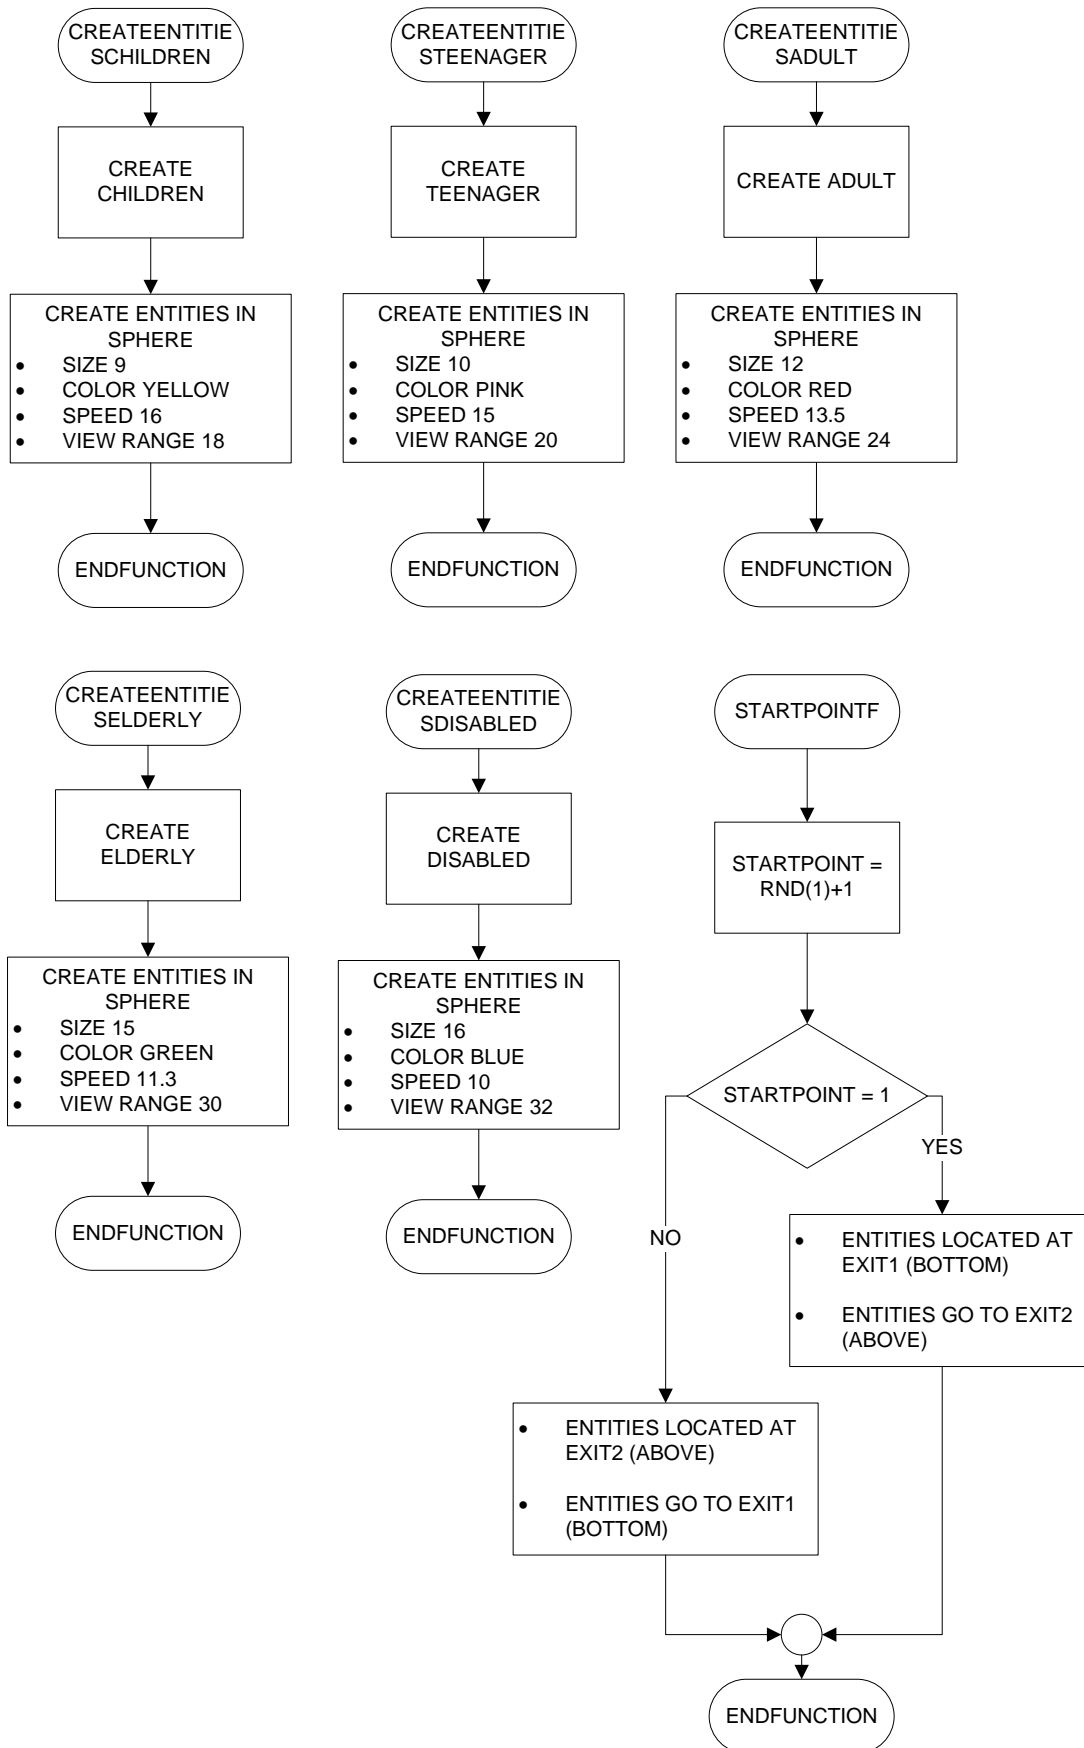 CREATEENTITIE
SCHILDREN
CREATE
CHILDREN
CREATE ENTITIES IN
SPHERE
• SIZE 9
• COLOR YELLOW
• SPEED 16
• VIEW RANGE 18
ENDFUNCTION
CREATEENTITIE
STEENAGER
CREATE
TEENAGER
CREATE ENTITIES IN
SPHERE
• SIZE 10
• COLOR PINK
• SPEED 15
• VIEW RANGE 20
ENDFUNCTION
CREATEENTITIE
SADULT
CREATE ADULT
CREATE ENTITIES IN
SPHERE
• SIZE 12
• COLOR RED
• SPEED 13.5
• VIEW RANGE 24
ENDFUNCTION
CREATEENTITIE
SELDERLY
CREATE
ELDERLY
CREATE ENTITIES IN
SPHERE
• SIZE 15
• COLOR GREEN
• SPEED 11.3
• VIEW RANGE 30
ENDFUNCTION
CREATEENTITIE
SDISABLED
CREATE
DISABLED
CREATE ENTITIES IN
SPHERE
• SIZE 16
• COLOR BLUE
• SPEED 10
• VIEW RANGE 32
ENDFUNCTION
STARTPOINTF
STARTPOINT =
RND(1)+1
STARTPOINT = 1
YES
NO
• ENTITIES LOCATED AT
EXIT1 (BOTTOM)
• ENTITIES GO TO EXIT2
(ABOVE)
• ENTITIES LOCATED AT
EXIT2 (ABOVE)
• ENTITIES GO TO EXIT1
(BOTTOM)
ENDFUNCTION